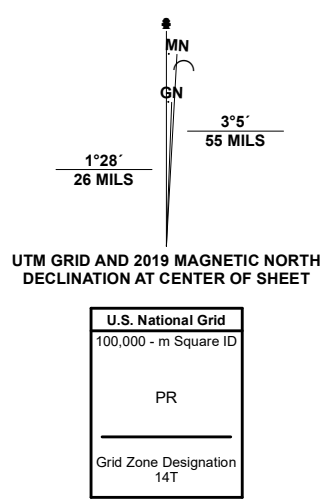 MN
GN
3°5´
55 MILS
1°28´
26 MILS
UTM GRID AND 2019 MAGNETIC NORTH
DECLINATION AT CENTER OF SHEET
U.S. National Grid
100,000 - m Square ID
PR
Grid Zone Designation
14T